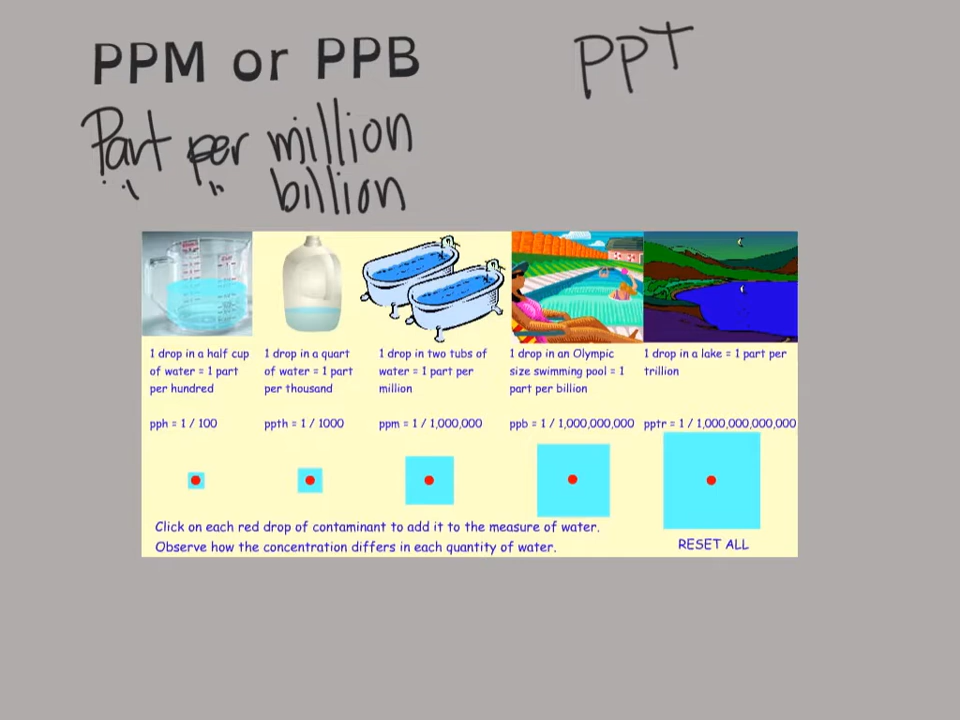 PPM or PPB
PPT
Part per million
" " billion
1 drop in a half cup of water = 1 part per hundred
1 drop in a quart of water = 1 part per thousand
1 drop in two tubs of water = 1 part per million
1 drop in an Olympic size swimming pool = 1 part per billion
1 drop in a lake = 1 part per trillion
pph = 1 / 100
ppth = 1 / 1000
ppm = 1 / 1,000,000
ppb = 1 / 1,000,000,000
pptr = 1 / 1,000,000,000,000
Click on each red drop of contaminant to add it to the measure of water.
Observe how the concentration differs in each quantity of water.
RESET ALL